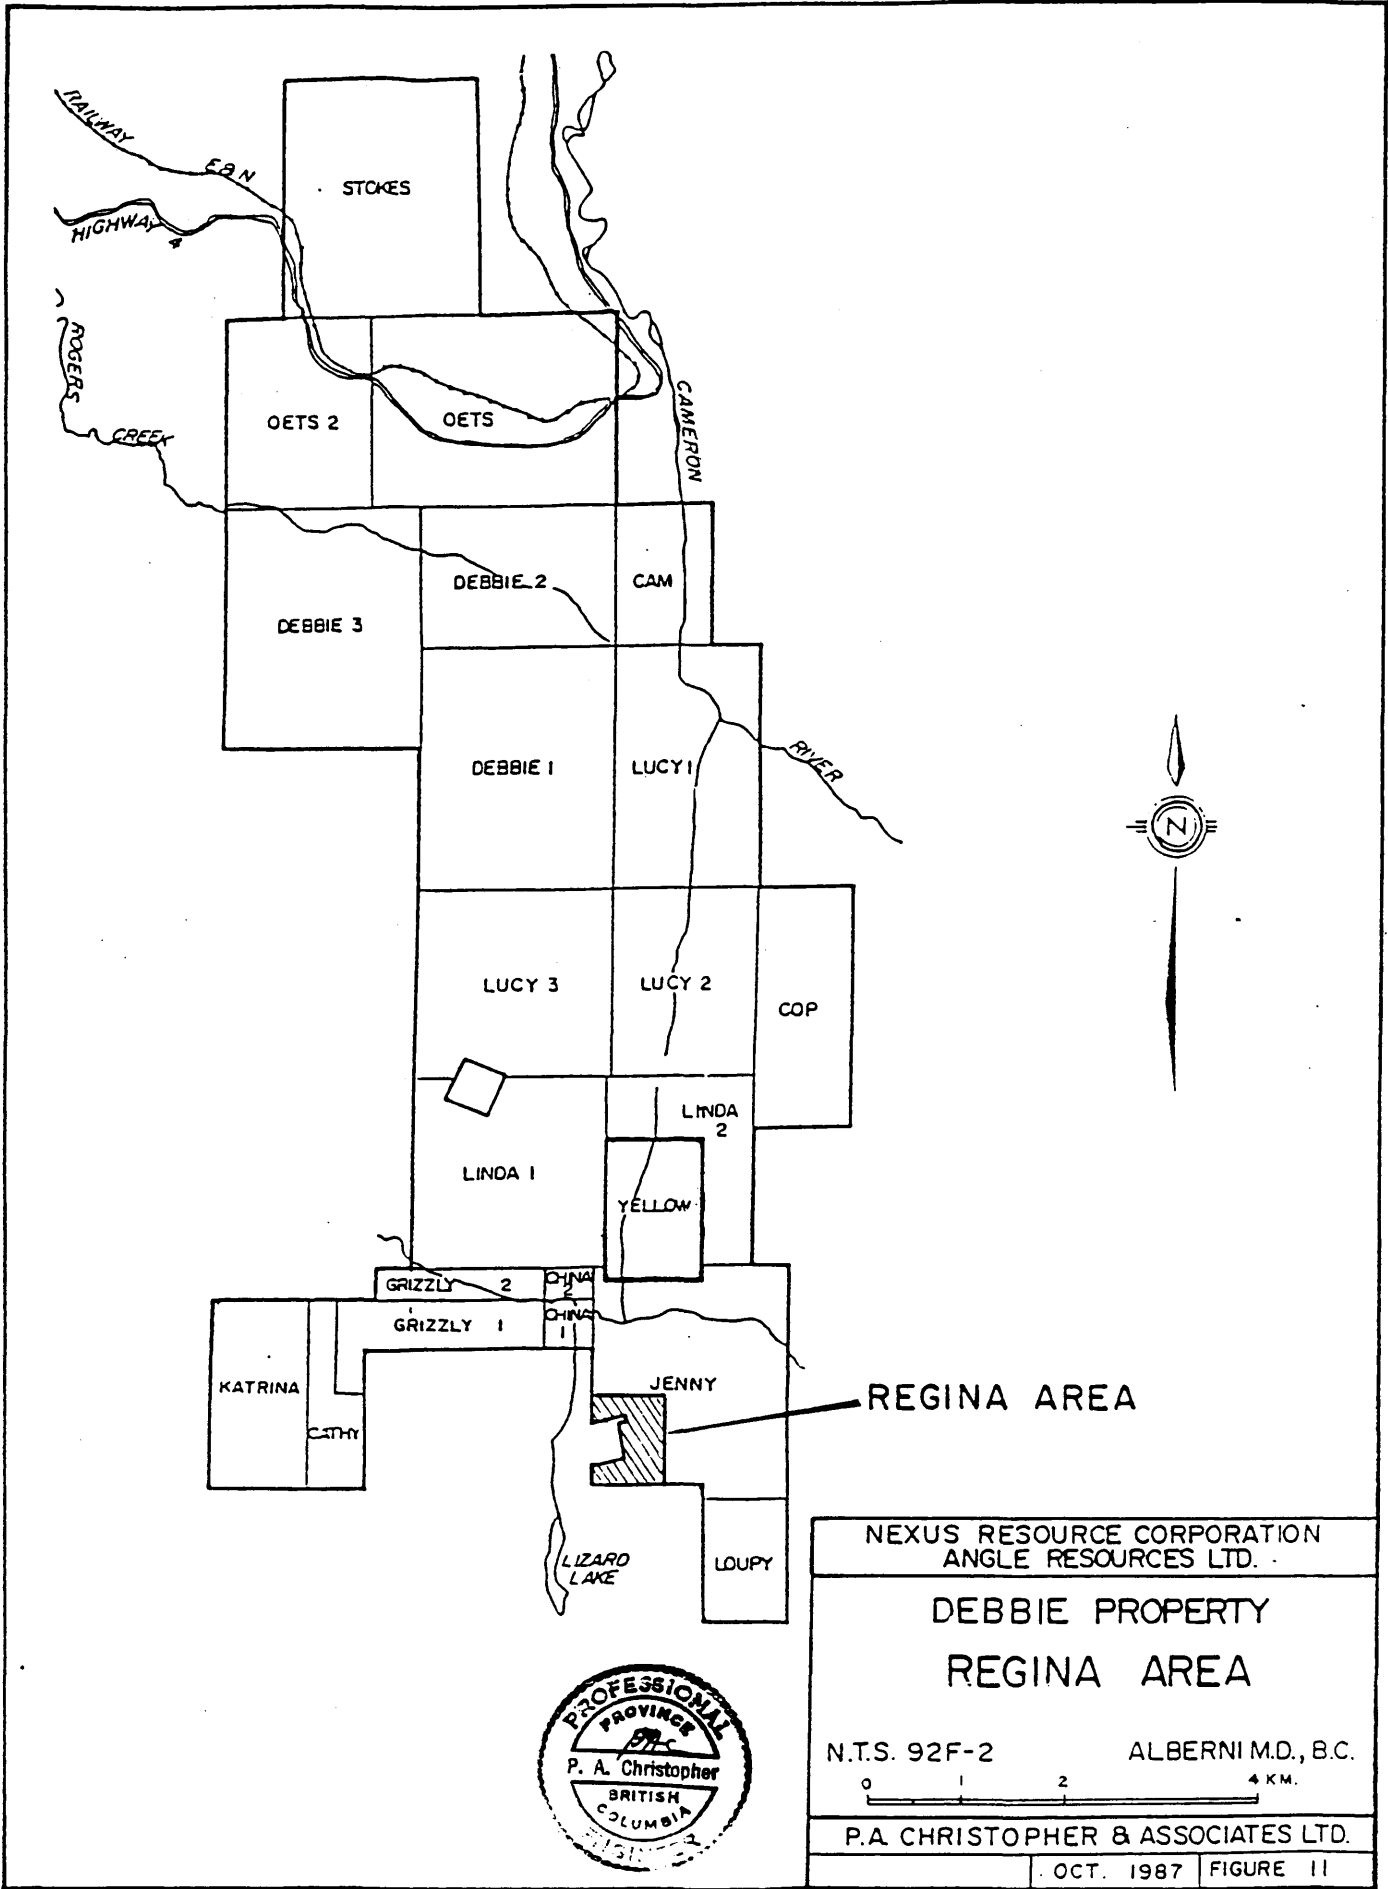 RAILWAY
E&N
STOKES
HIGHWAY 4
ROGERS
CREEK
OETS 2
OETS
CAMERON
DEBBIE 2
CAM
DEBBIE 3
DEBBIE 1
LUCY 1
RIVER
N
LUCY 3
LUCY 2
COP
LINDA
2
LINDA 1
YELLOW
GRIZZLY 2
CHINA
2
GRIZZLY 1
CHINA
1
KATRINA
JENNY
REGINA AREA
CATHY
LIZARD
LAKE
LOUPY
NEXUS RESOURCE CORPORATION
ANGLE RESOURCES LTD.
DEBBIE PROPERTY
REGINA AREA
N.T.S. 92F-2 ALBERNI M.D., B.C.
0 1 2 4 KM.
P.A. CHRISTOPHER & ASSOCIATES LTD.
OCT. 1987 FIGURE 11
PROFESSIONAL
PROVINCE
P. A. Christopher
BRITISH
COLUMBIA